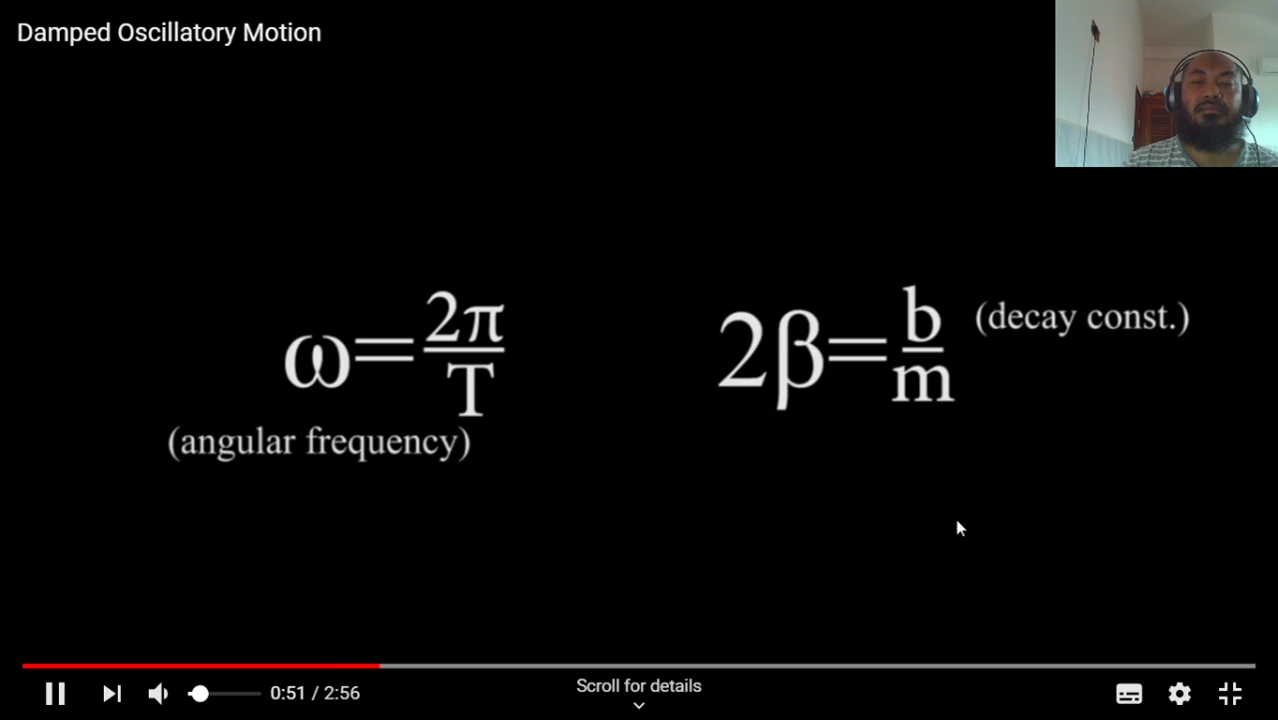 Damped Oscillatory Motion
ω=2π/T
(angular frequency)
2β=b/m (decay const.)
0:51 / 2:56
Scroll for details